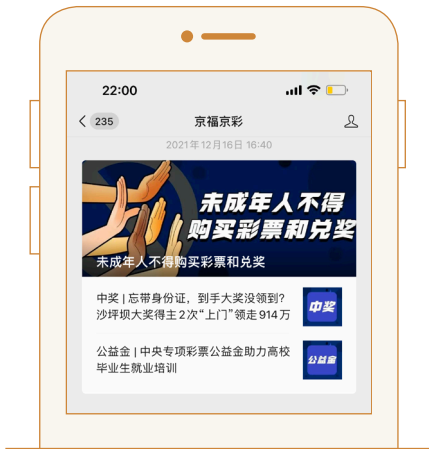 22:00
235
京福京彩
2021年12月16日 16:40
未成年人不得
购买彩票和兑奖
未成年人不得购买彩票和兑奖
中奖 | 忘带身份证，到手大奖没领到？
沙坪坝大奖得主2次“上门”领走914万
中奖
公益金 | 中央专项彩票公益金助力高校
毕业生就业培训
公益金